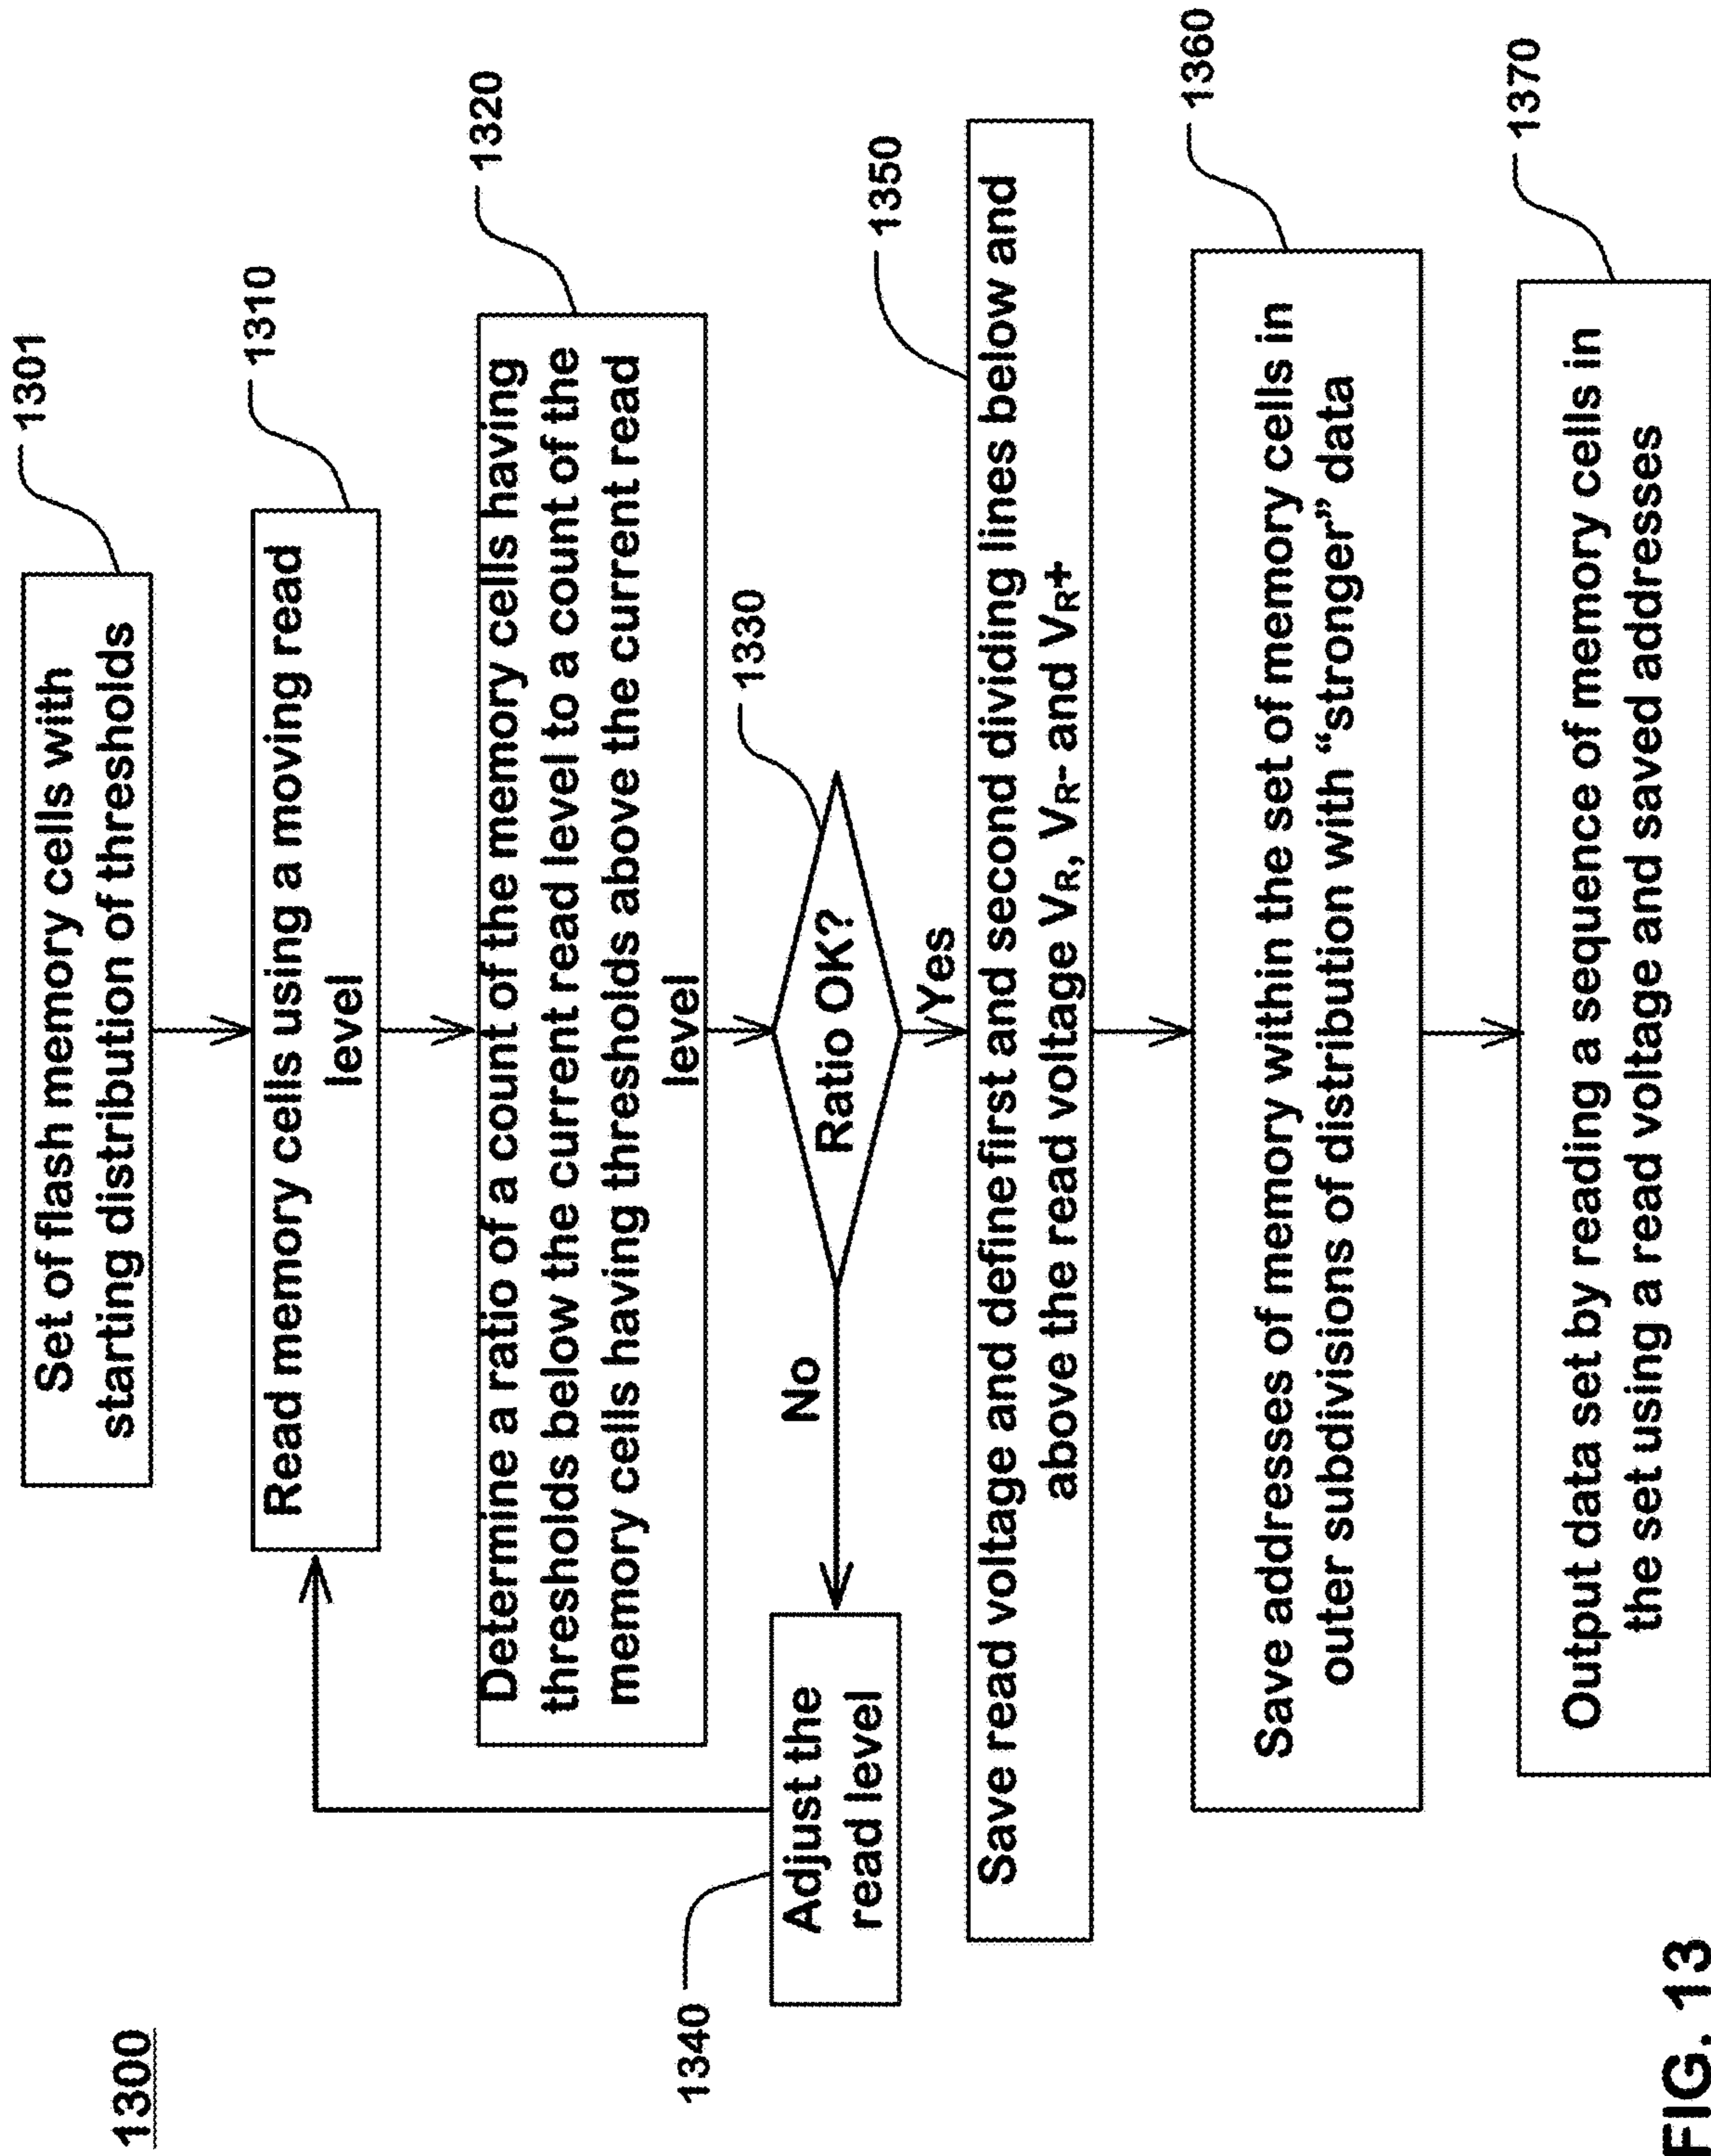 1300
Set of flash memory cells with
starting distribution of thresholds
1301
Read memory cells using a moving read
level
1310
Determine a ratio of a count of the memory cells having
thresholds below the current read level to a count of the
memory cells having thresholds above the current read
level
1320
Ratio OK?
1330
No
Yes
Adjust the
read level
1340
Save read voltage and define first and second dividing lines below and
above the read voltage VR, VR- and VR+
1350
Save addresses of memory within the set of memory cells in
outer subdivisions of distribution with “stronger” data
1360
Output data set by reading a sequence of memory cells in
the set using a read voltage and saved addresses
1370
FIG. 13